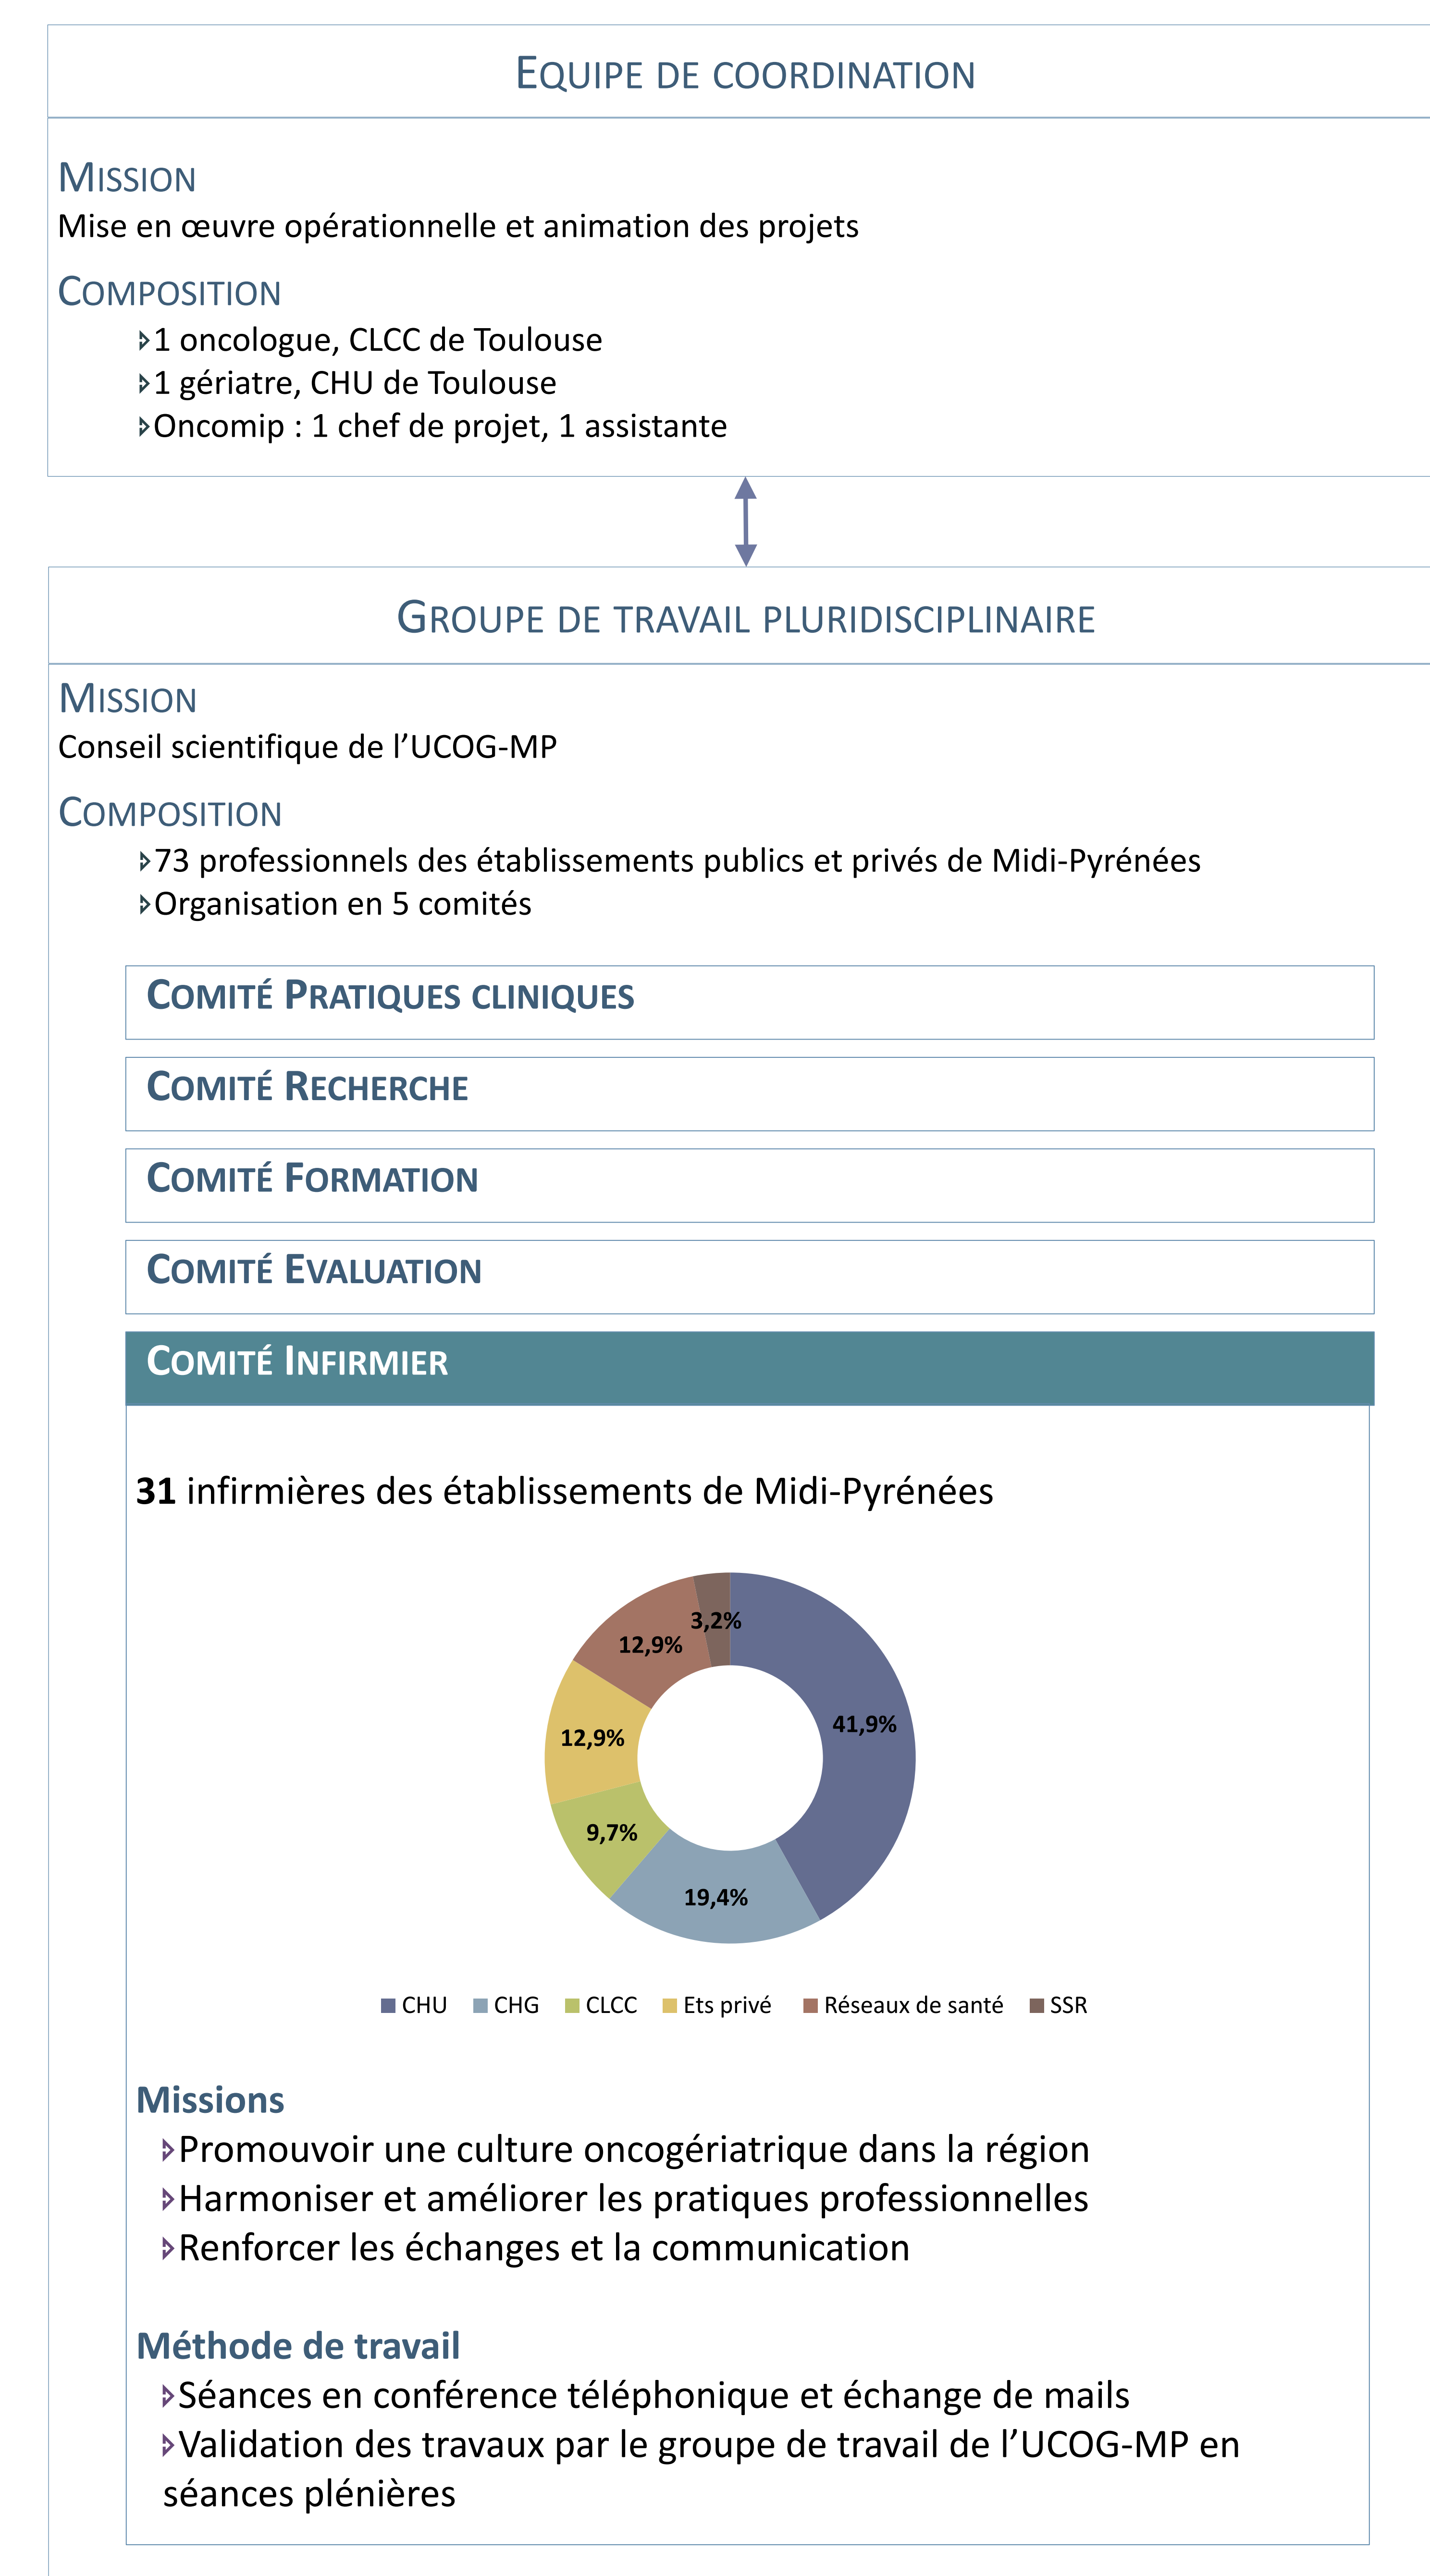 EQUIPE DE COORDINATION
MISSION
Mise en œuvre opérationnelle et animation des projets
COMPOSITION
1 oncologue, CLCC de Toulouse
1 gériatre, CHU de Toulouse
Oncomip : 1 chef de projet, 1 assistante
GROUPE DE TRAVAIL PLURIDISCIPLINAIRE
MISSION
Conseil scientifique de l’UCOG-MP
COMPOSITION
73 professionnels des établissements publics et privés de Midi-Pyrénées
Organisation en 5 comités
COMITÉ PRATIQUES CLINIQUES
COMITÉ RECHERCHE
COMITÉ FORMATION
COMITÉ EVALUATION
COMITÉ INFIRMIER
31 infirmières des établissements de Midi-Pyrénées
3,2%
12,9%
41,9%
12,9%
9,7%
19,4%
CHU CHG CLCC Ets privé Réseaux de santé SSR
Missions
Promouvoir une culture oncogériatrique dans la région
Harmoniser et améliorer les pratiques professionnelles
Renforcer les échanges et la communication
Méthode de travail
Séances en conférence téléphonique et échange de mails
Validation des travaux par le groupe de travail de l’UCOG-MP en
séances plénières